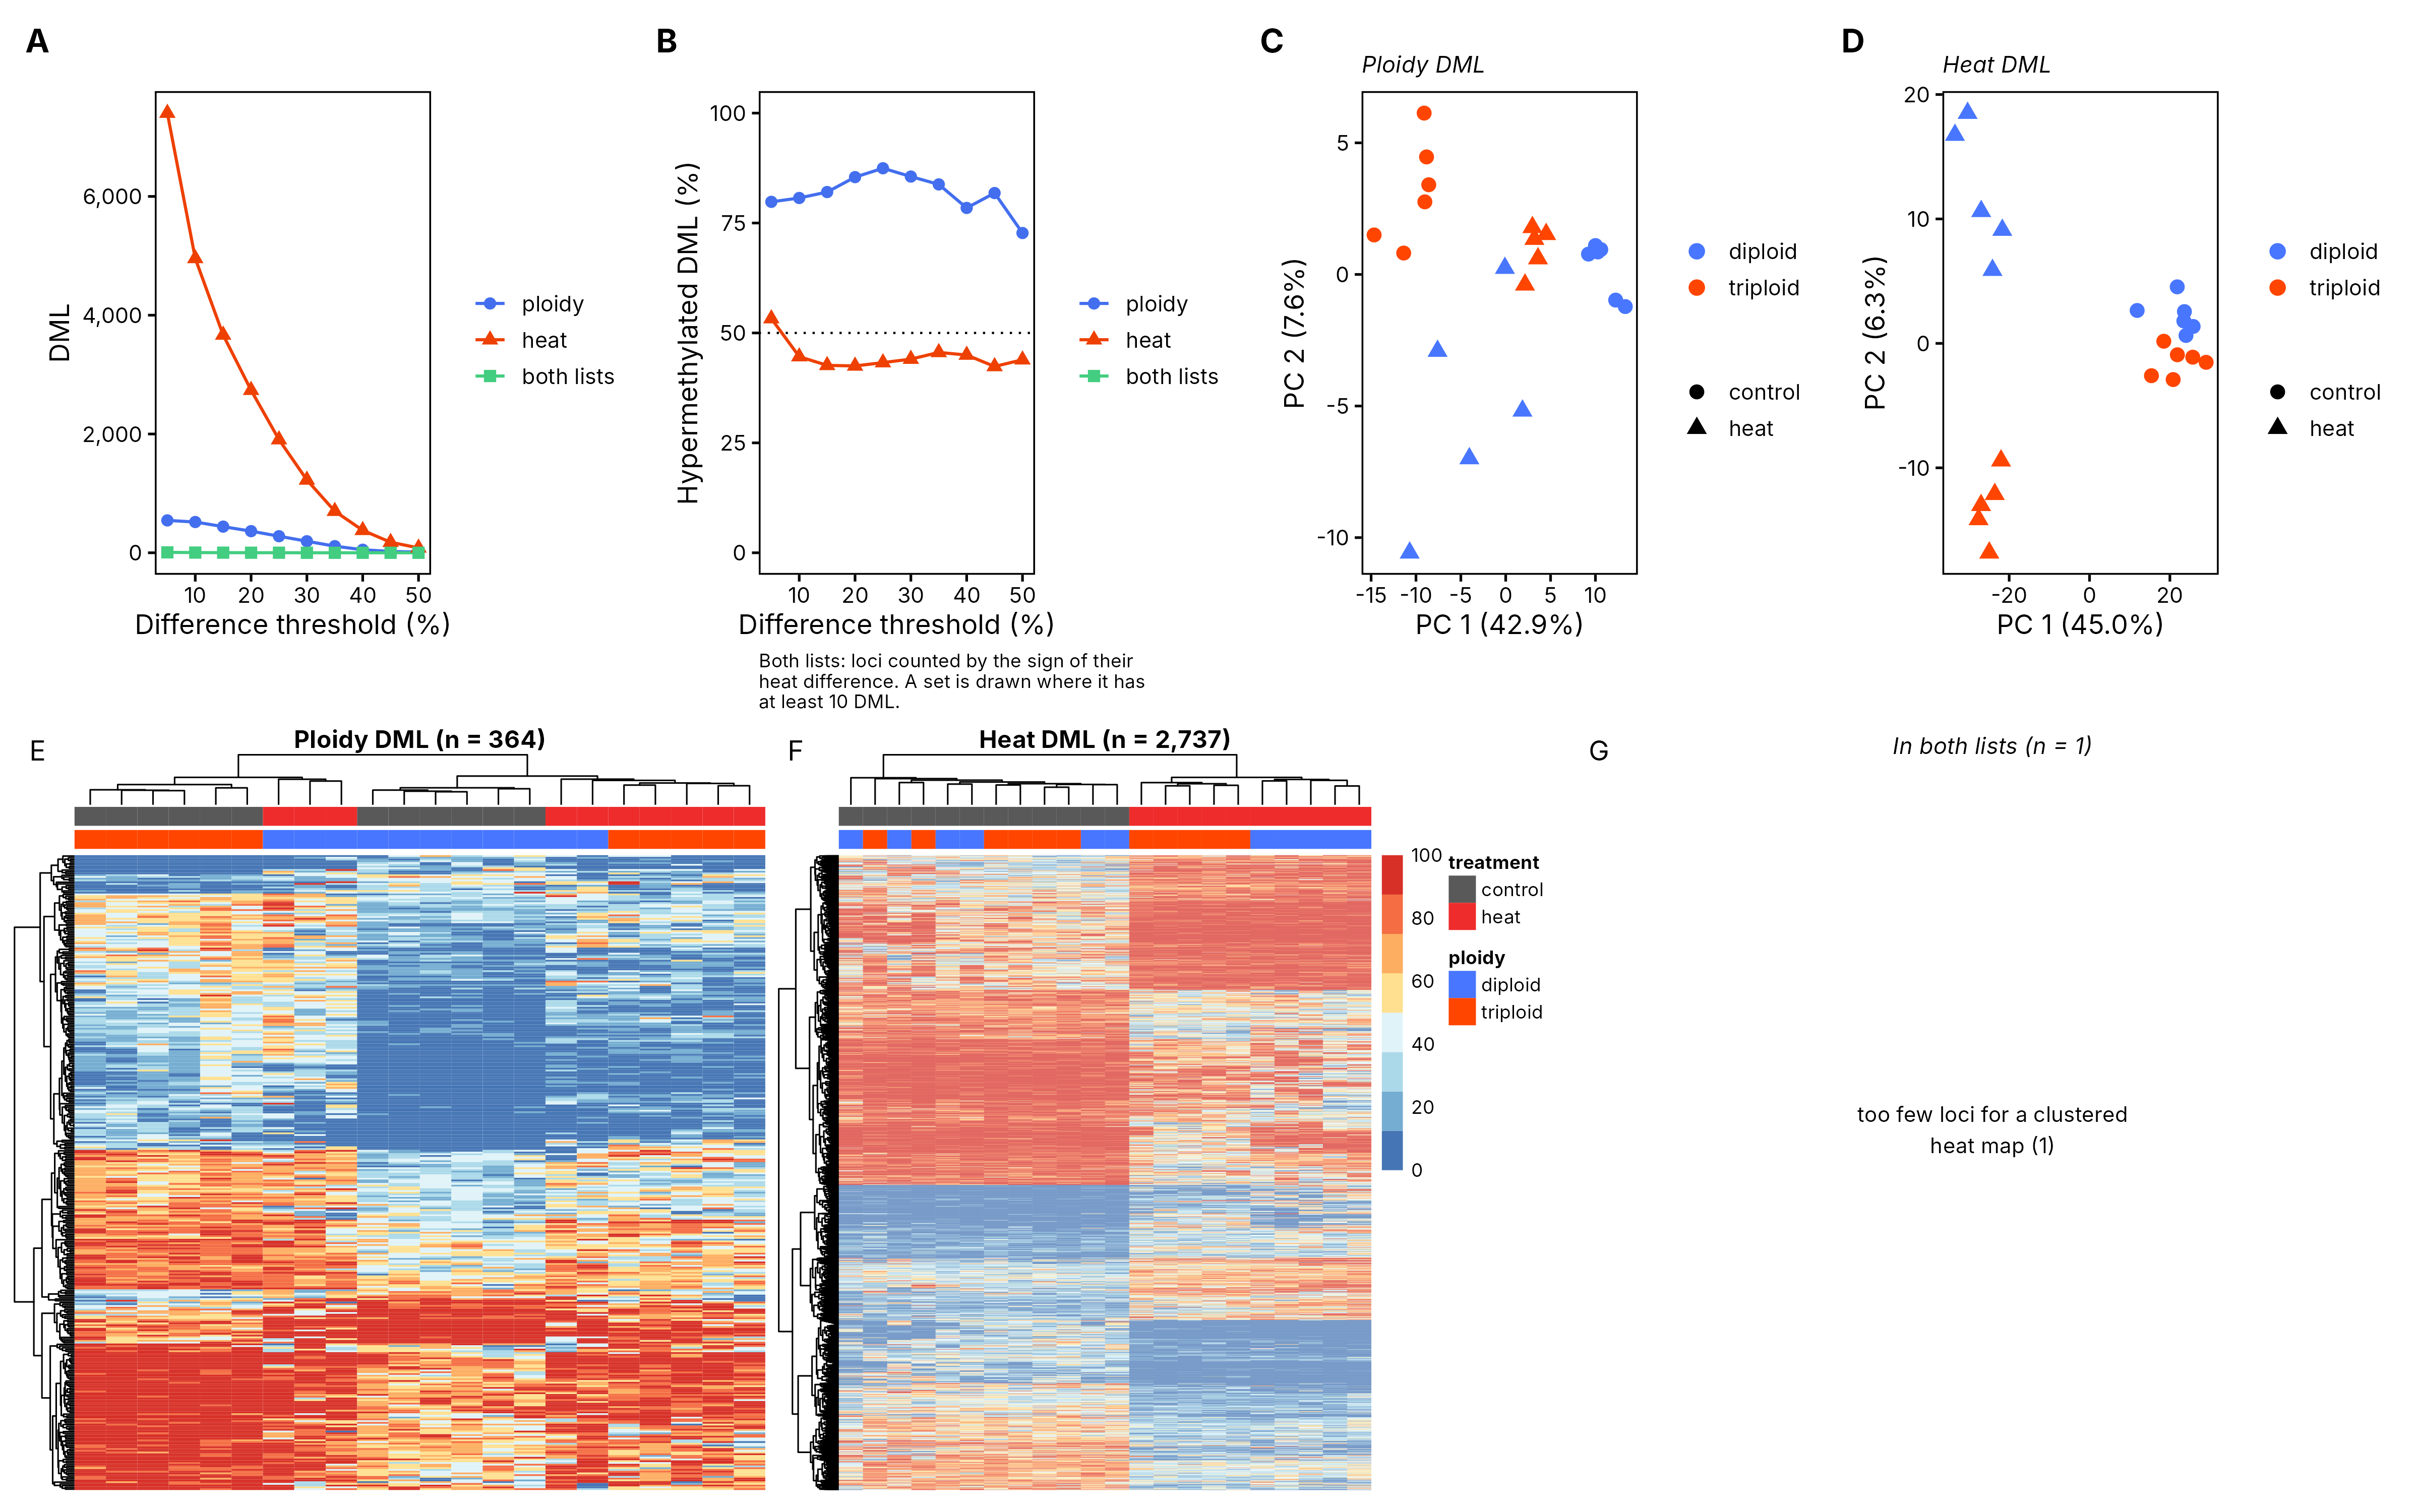 A
B
C
D
Ploidy DML
Heat DML
DML
6,000
4,000
2,000
0
10 20 30 40 50
Difference threshold (%)
ploidy
heat
both lists
Hypermethylated DML (%)
100
75
50
25
0
10 20 30 40 50
Difference threshold (%)
Both lists: loci counted by the sign of their
heat difference. A set is drawn where it has
at least 10 DML.
ploidy
heat
both lists
PC 2 (7.6%)
5
0
-5
-10
-15 -10 -5 0 5 10
PC 1 (42.9%)
diploid
triploid
control
heat
PC 2 (6.3%)
20
10
0
-10
-20 0 20
PC 1 (45.0%)
diploid
triploid
control
heat
E
Ploidy DML (n = 364)
F
Heat DML (n = 2,737)
100
80
60
40
20
0
treatment
control
heat
ploidy
diploid
triploid
G
In both lists (n = 1)
too few loci for a clustered
heat map (1)